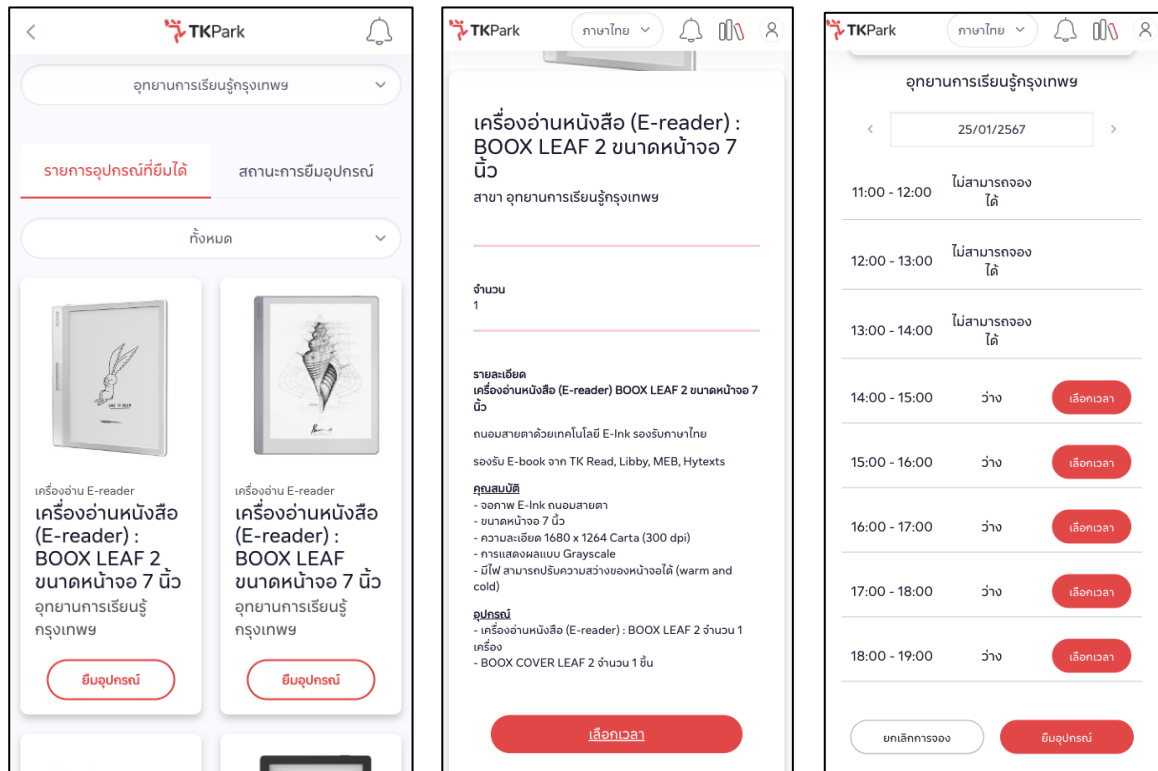 TKPark
อุทยานการเรียนรู้กรุงเทพฯ
รายการอุปกรณ์ที่ยืมได้
สถานะการยืมอุปกรณ์
ทั้งหมด
เครื่องอ่าน E-reader
เครื่องอ่านหนังสือ
(E-reader) :
BOOX LEAF 2
ขนาดหน้าจอ 7 นิ้ว
อุทยานการเรียนรู้
กรุงเทพฯ
ยืมอุปกรณ์
เครื่องอ่าน E-reader
เครื่องอ่านหนังสือ
(E-reader) :
BOOX LEAF
ขนาดหน้าจอ 7 นิ้ว
อุทยานการเรียนรู้
กรุงเทพฯ
ยืมอุปกรณ์
TKPark
ภาษาไทย
เครื่องอ่านหนังสือ (E-reader) :
BOOX LEAF 2 ขนาดหน้าจอ 7
นิ้ว
สาขา อุทยานการเรียนรู้กรุงเทพฯ
จำนวน
1
รายละเอียด
เครื่องอ่านหนังสือ (E-reader) BOOX LEAF 2 ขนาดหน้าจอ 7
นิ้ว
ถนอมสายตาด้วยเทคโนโลยี E-Ink รองรับภาษาไทย
รองรับ E-book จาก TK Read, Libby, MEB, Hytexts
คุณสมบัติ
- จอภาพ E-Ink ถนอมสายตา
- ขนาดหน้าจอ 7 นิ้ว
- ความละเอียด 1680 x 1264 Carta (300 dpi)
- การแสดงผลแบบ Grayscale
- มีไฟ สามารถปรับความสว่างของหน้าจอได้ (warm and
cold)
อุปกรณ์
- เครื่องอ่านหนังสือ (E-reader) : BOOX LEAF 2 จำนวน 1
เครื่อง
- BOOX COVER LEAF 2 จำนวน 1 ชิ้น
เลือกเวลา
TKPark
ภาษาไทย
อุทยานการเรียนรู้กรุงเทพฯ
25/01/2567
11:00 - 12:00 ไม่สามารถจอง
ได้
12:00 - 13:00 ไม่สามารถจอง
ได้
13:00 - 14:00 ไม่สามารถจอง
ได้
14:00 - 15:00 ว่าง เลือกเวลา
15:00 - 16:00 ว่าง เลือกเวลา
16:00 - 17:00 ว่าง เลือกเวลา
17:00 - 18:00 ว่าง เลือกเวลา
18:00 - 19:00 ว่าง เลือกเวลา
ยกเลิกการจอง
ยืมอุปกรณ์